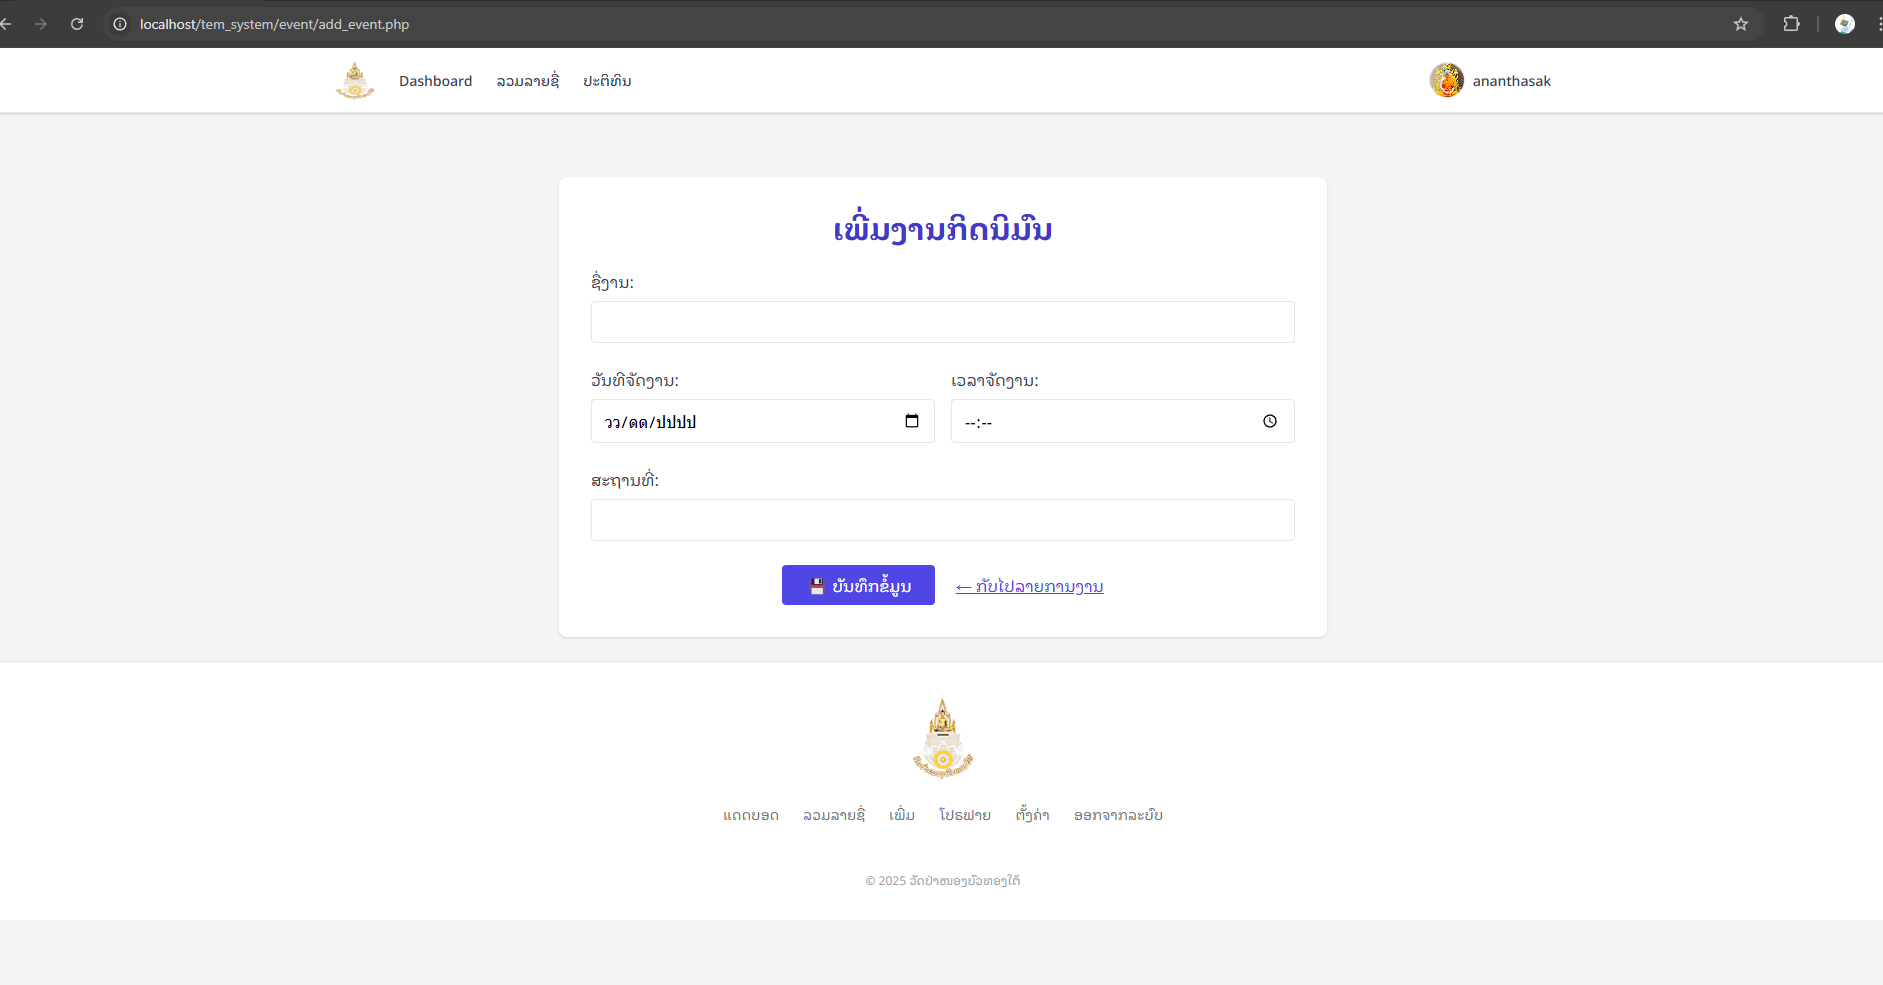 localhost/tem_system/event/add_event.php
Dashboard ລວມລາຍຊື່ ປະຕິທິນ ananthasak
ເພີ່ມງານກິດນິມົນ
ຊື່ງານ:
ວັນທີຈັດງານ: ເວລາຈັດງານ:
ວວ/ດດ/ປປປປ --:--
ສະຖານທີ່:
💾 ບັນທຶກຂໍ້ມູນ ← ກັບໄປລາຍການງານ
ແດດບອດ ລວມລາຍຊື່ ເພີ່ມ ໂປຣຟາຍ ຕັ້ງຄ່າ ອອກຈາກລະບົບ
© 2025 ວັດປ່າໜອງບົວທອງໃຕ້